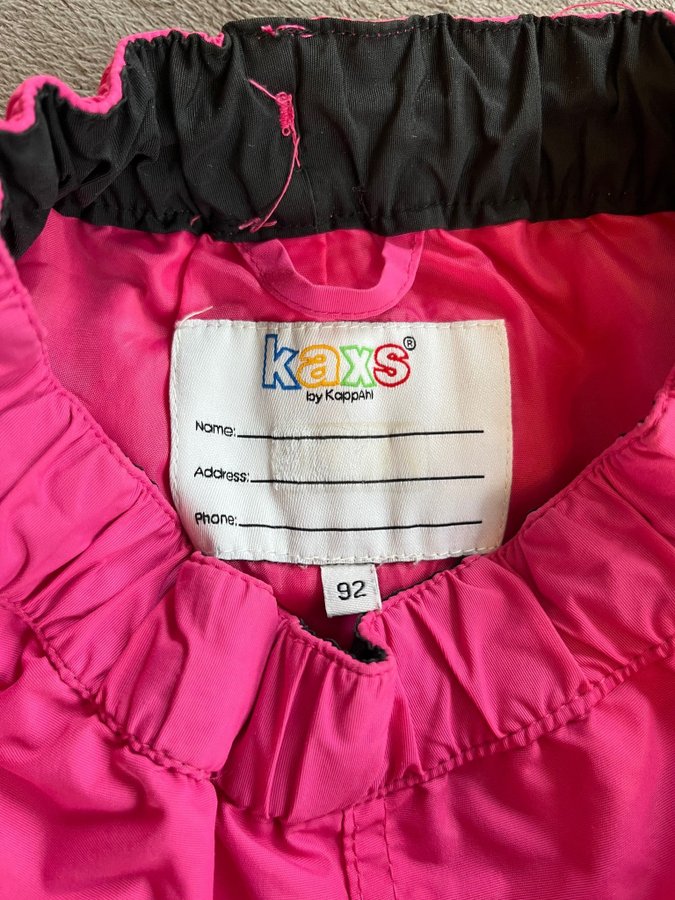 kaxs®
by KappAhl
Name:
Address:
Phone:
92